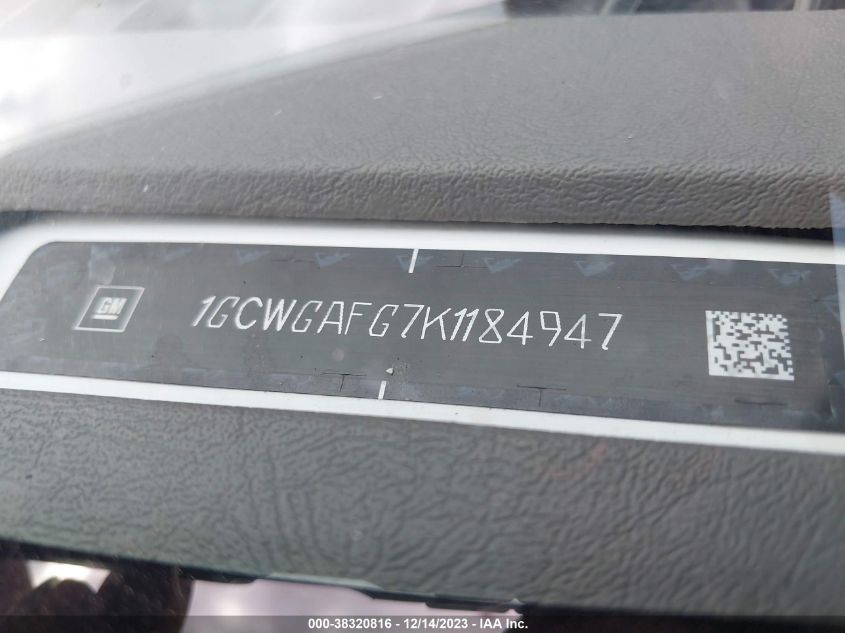 GM 1GCWGAFG7K1184947
000-38320816 - 12/14/2023 - © IAA, Inc.